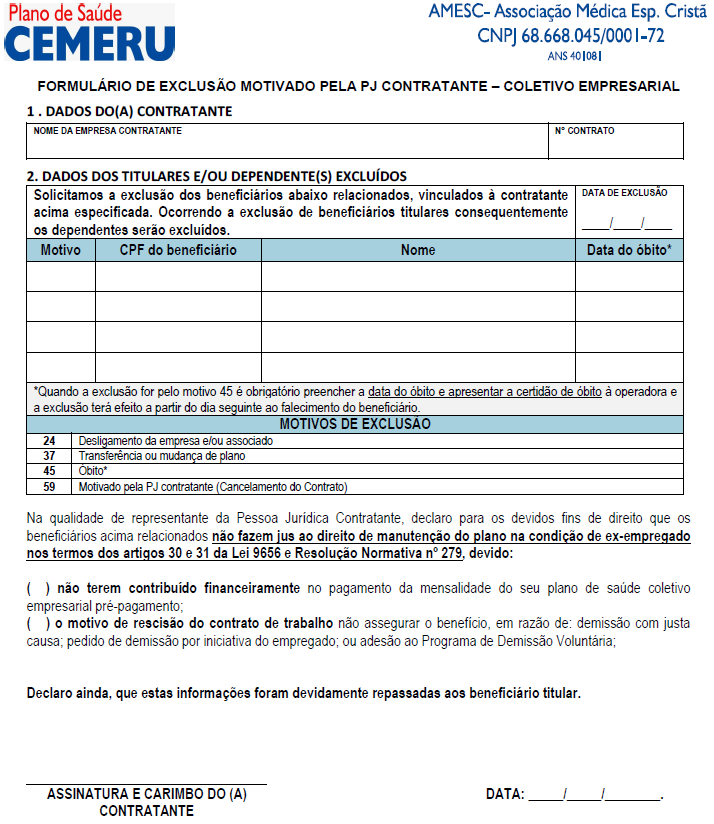 Plano de Saúde
CEMERU
AMESC- Associação Médica Esp. Cristã
CNPJ 68.668.045/0001-72
ANS 401081
FORMULÁRIO DE EXCLUSÃO MOTIVADO PELA PJ CONTRATANTE – COLETIVO EMPRESARIAL
1 . DADOS DO(A) CONTRATANTE
NOME DA EMPRESA CONTRATANTE
N° CONTRATO
2. DADOS DOS TITULARES E/OU DEPENDENTE(S) EXCLUÍDOS
Solicitamos a exclusão dos beneficiários abaixo relacionados, vinculados à contratante
acima especificada. Ocorrendo a exclusão de beneficiários titulares consequentemente
os dependentes serão excluídos.
DATA DE EXCLUSÃO
____/____/____
Motivo CPF do beneficiário Nome Data do óbito*
*Quando a exclusão for pelo motivo 45 é obrigatório preencher a data do óbito e apresentar a certidão de óbito à operadora e
a exclusão terá efeito a partir do dia seguinte ao falecimento do beneficiário.
MOTIVOS DE EXCLUSÃO
24 Desligamento da empresa e/ou associado
37 Transferência ou mudança de plano
45 Óbito*
59 Motivado pela PJ contratante (Cancelamento do Contrato)
Na qualidade de representante da Pessoa Jurídica Contratante, declaro para os devidos fins de direito que os
beneficiários acima relacionados não fazem jus ao direito de manutenção do plano na condição de ex-empregado
nos termos dos artigos 30 e 31 da Lei 9656 e Resolução Normativa nº 279, devido:
( ) não terem contribuído financeiramente no pagamento da mensalidade do seu plano de saúde coletivo
empresarial pré-pagamento;
( ) o motivo de rescisão do contrato de trabalho não assegurar o benefício, em razão de: demissão com justa
causa; pedido de demissão por iniciativa do empregado; ou adesão ao Programa de Demissão Voluntária;
Declaro ainda, que estas informações foram devidamente repassadas aos beneficiário titular.
ASSINATURA E CARIMBO DO (A)
CONTRATANTE
DATA: _____/_____/________.